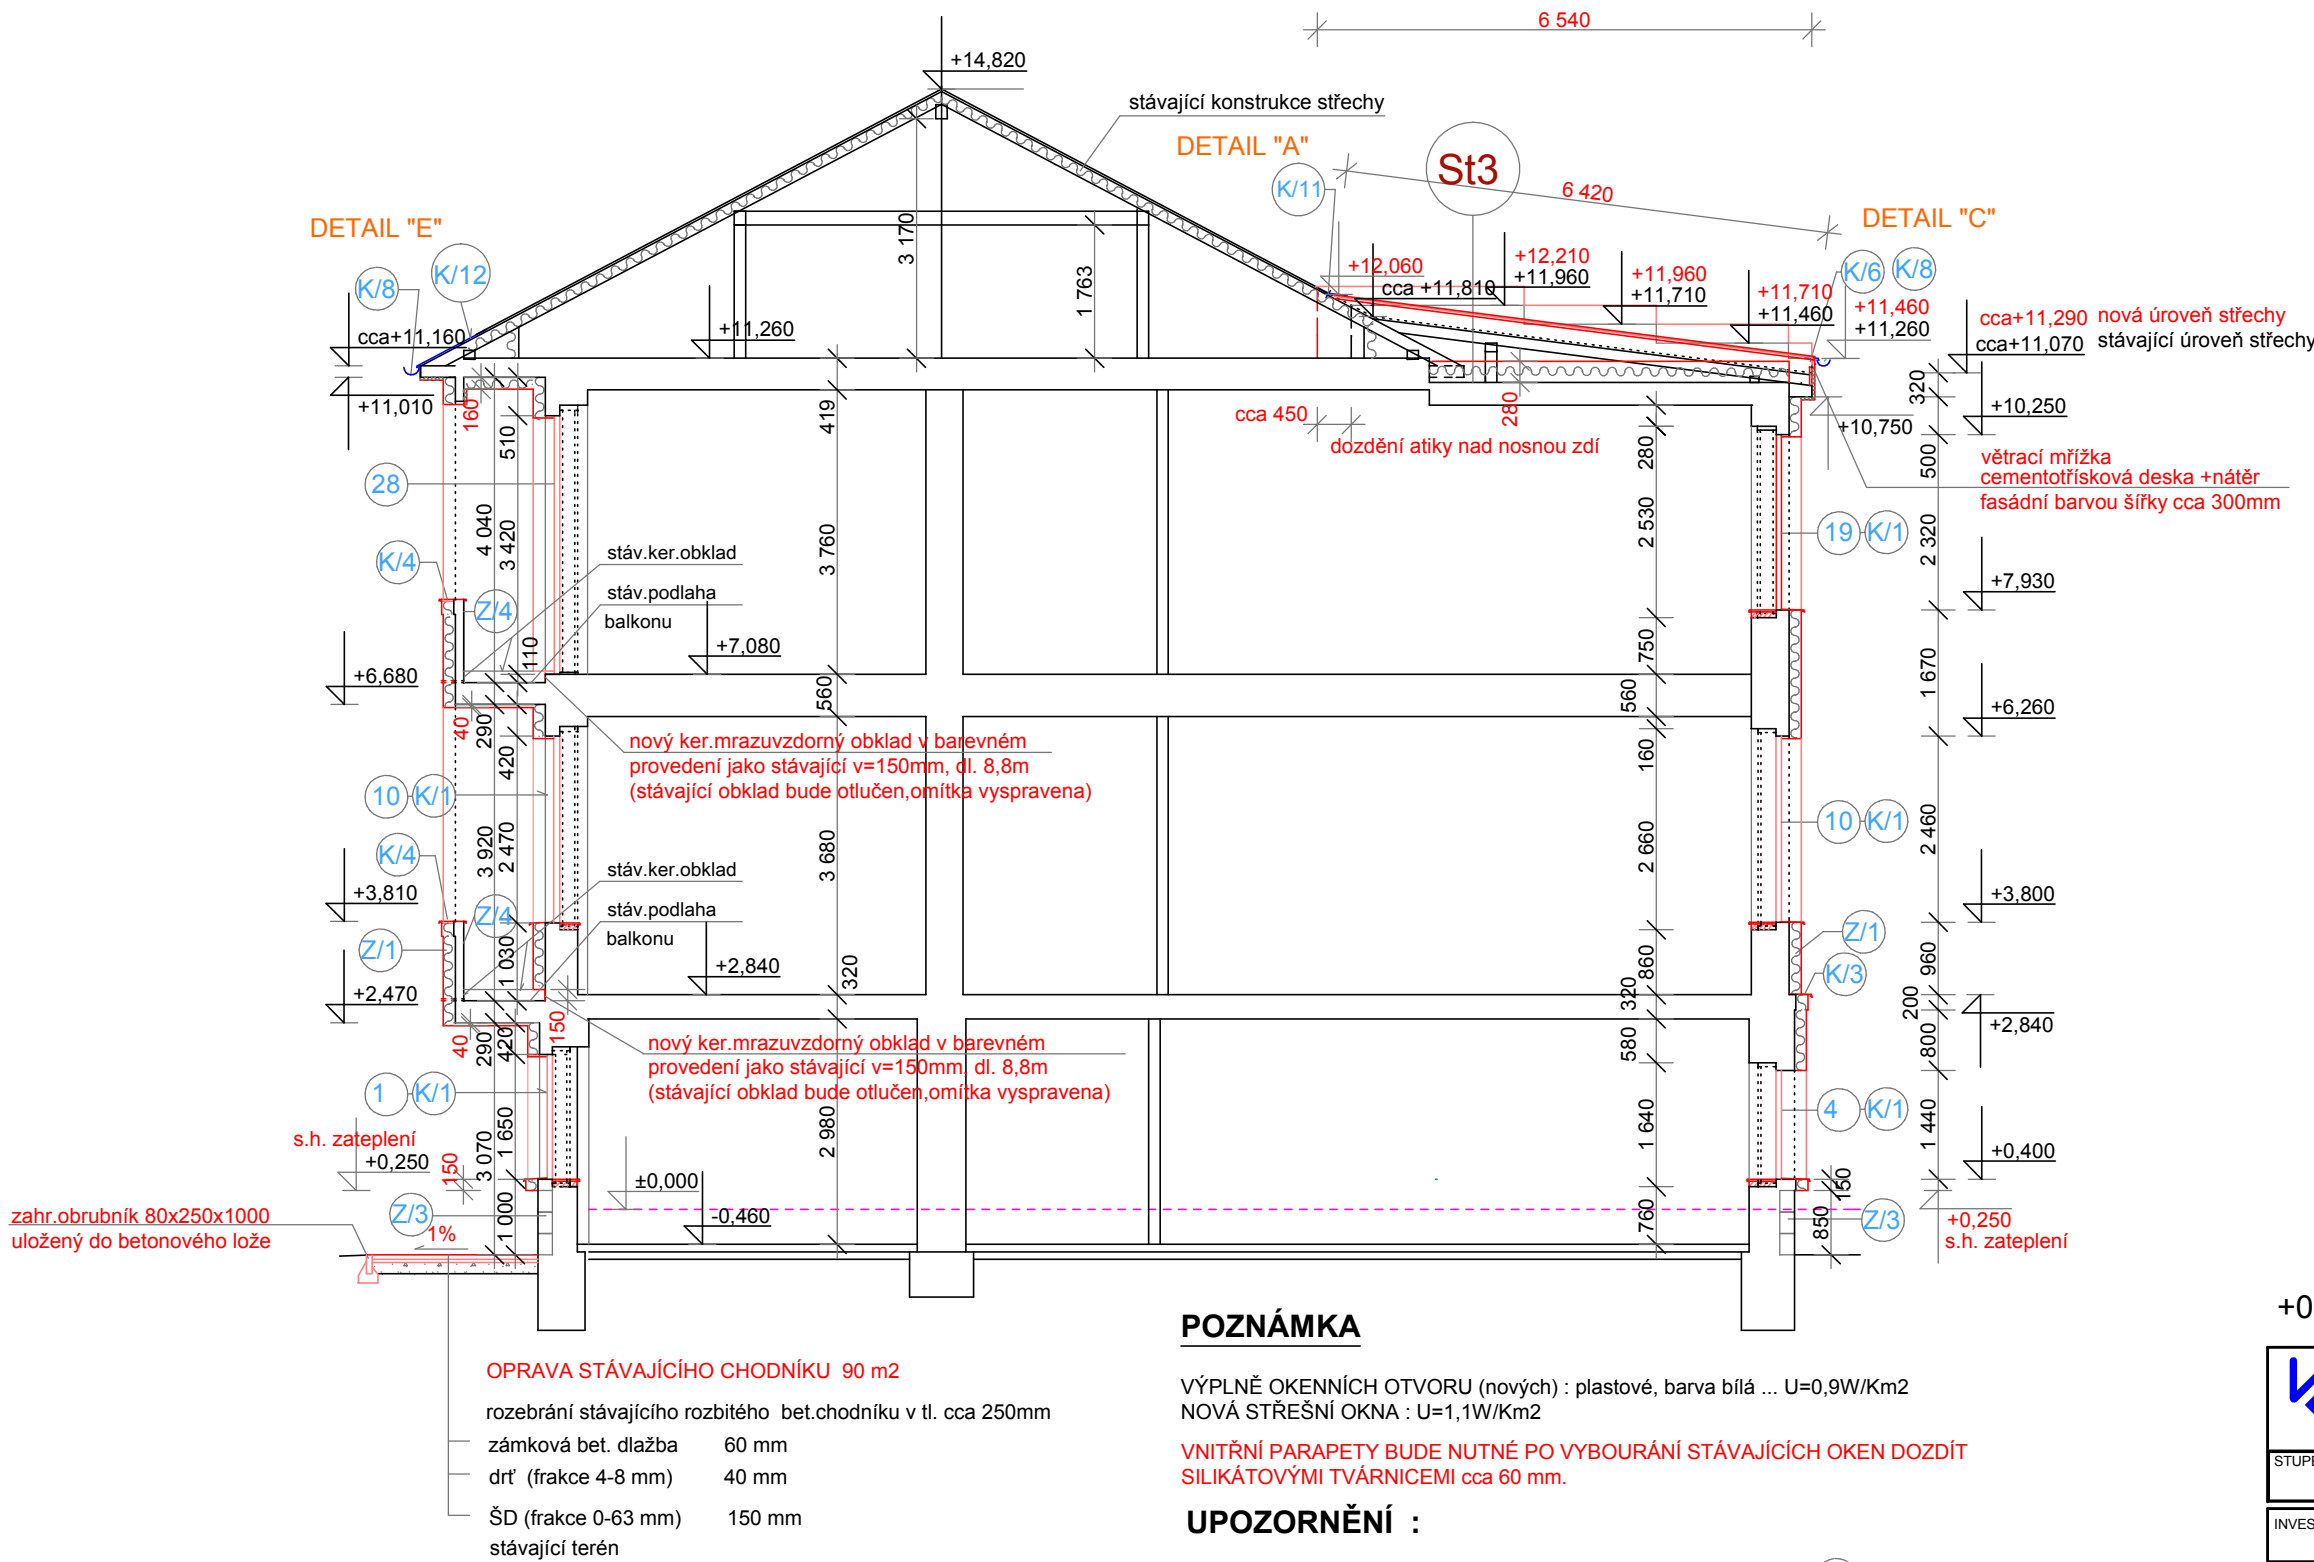 6 540
+14,820
stávající konstrukce střechy
DETAIL "A"
St3
K/11
6 420
DETAIL "E"
DETAIL "C"
K/8
K/12
3 170
1 763
+12,060
cca +11,810
+12,210
+11,960
+11,960
+11,710
+11,710
+11,460
K/6
K/8
+11,460
+11,260
cca+11,290
nová úroveň střechy
cca+11,070
stávající úroveň střechy
cca+11,160
+11,260
+11,010
160
510
419
cca 450
280
dozdění atiky nad nosnou zdí
280
320
+10,250
+10,750
500
větrací mřížka
cementotřísková deska +nátěr
fasádní barvou šířky cca 300mm
28
4 040
3 420
3 760
2 530
19
K/1
2 320
K/4
stáv.ker.obklad
+7,930
Z/4
stáv.podlaha
balkonu
110
+7,080
750
1 670
+6,680
560
560
+6,260
40
290
420
nový ker.mrazuvzdorný obklad v barevném
provedení jako stávající v=150mm, dl. 8,8m
(stávající obklad bude otlučen,omítka vyspravena)
160
10
K/1
10
K/1
2 460
K/4
3 920
2 470
3 680
2 660
stáv.ker.obklad
+3,810
+3,800
Z/4
stáv.podlaha
balkonu
Z/1
Z/1
1 030
+2,840
320
860
960
K/3
+2,470
320
200
+2,840
40
290
420
150
nový ker.mrazuvzdorný obklad v barevném
provedení jako stávající v=150mm, dl. 8,8m
(stávající obklad bude otlučen,omítka vyspravena)
580
800
1
K/1
4
K/1
s.h. zateplení
+0,250
150
3 070
1 650
2 980
1 640
1 440
+0,400
±0,000
150
zahr.obrubník 80x250x1000
uložený do betonového lože
Z/3
1%
1 000
-0,460
760
850
Z/3
+0,250
s.h. zateplení
+0
POZNÁMKA
OPRAVA STÁVAJÍCÍHO CHODNÍKU 90 m2
VÝPLNĚ OKENNÍCH OTVORU (nových) : plastové, barva bílá ... U=0,9W/Km2
rozebrání stávajícího rozbitého bet.chodníku v tl. cca 250mm
NOVÁ STŘEŠNÍ OKNA : U=1,1W/Km2
zámková bet. dlažba 60 mm
VNITŘNÍ PARAPETY BUDE NUTNÉ PO VYBOURÁNÍ STÁVAJÍCÍCH OKEN DOZDÍT
drť (frakce 4-8 mm) 40 mm
SILIKÁTOVÝMI TVÁRNICEMI cca 60 mm.
ŠD (frakce 0-63 mm) 150 mm
UPOZORNĚNÍ :
stávající terén
STUPE
INVES